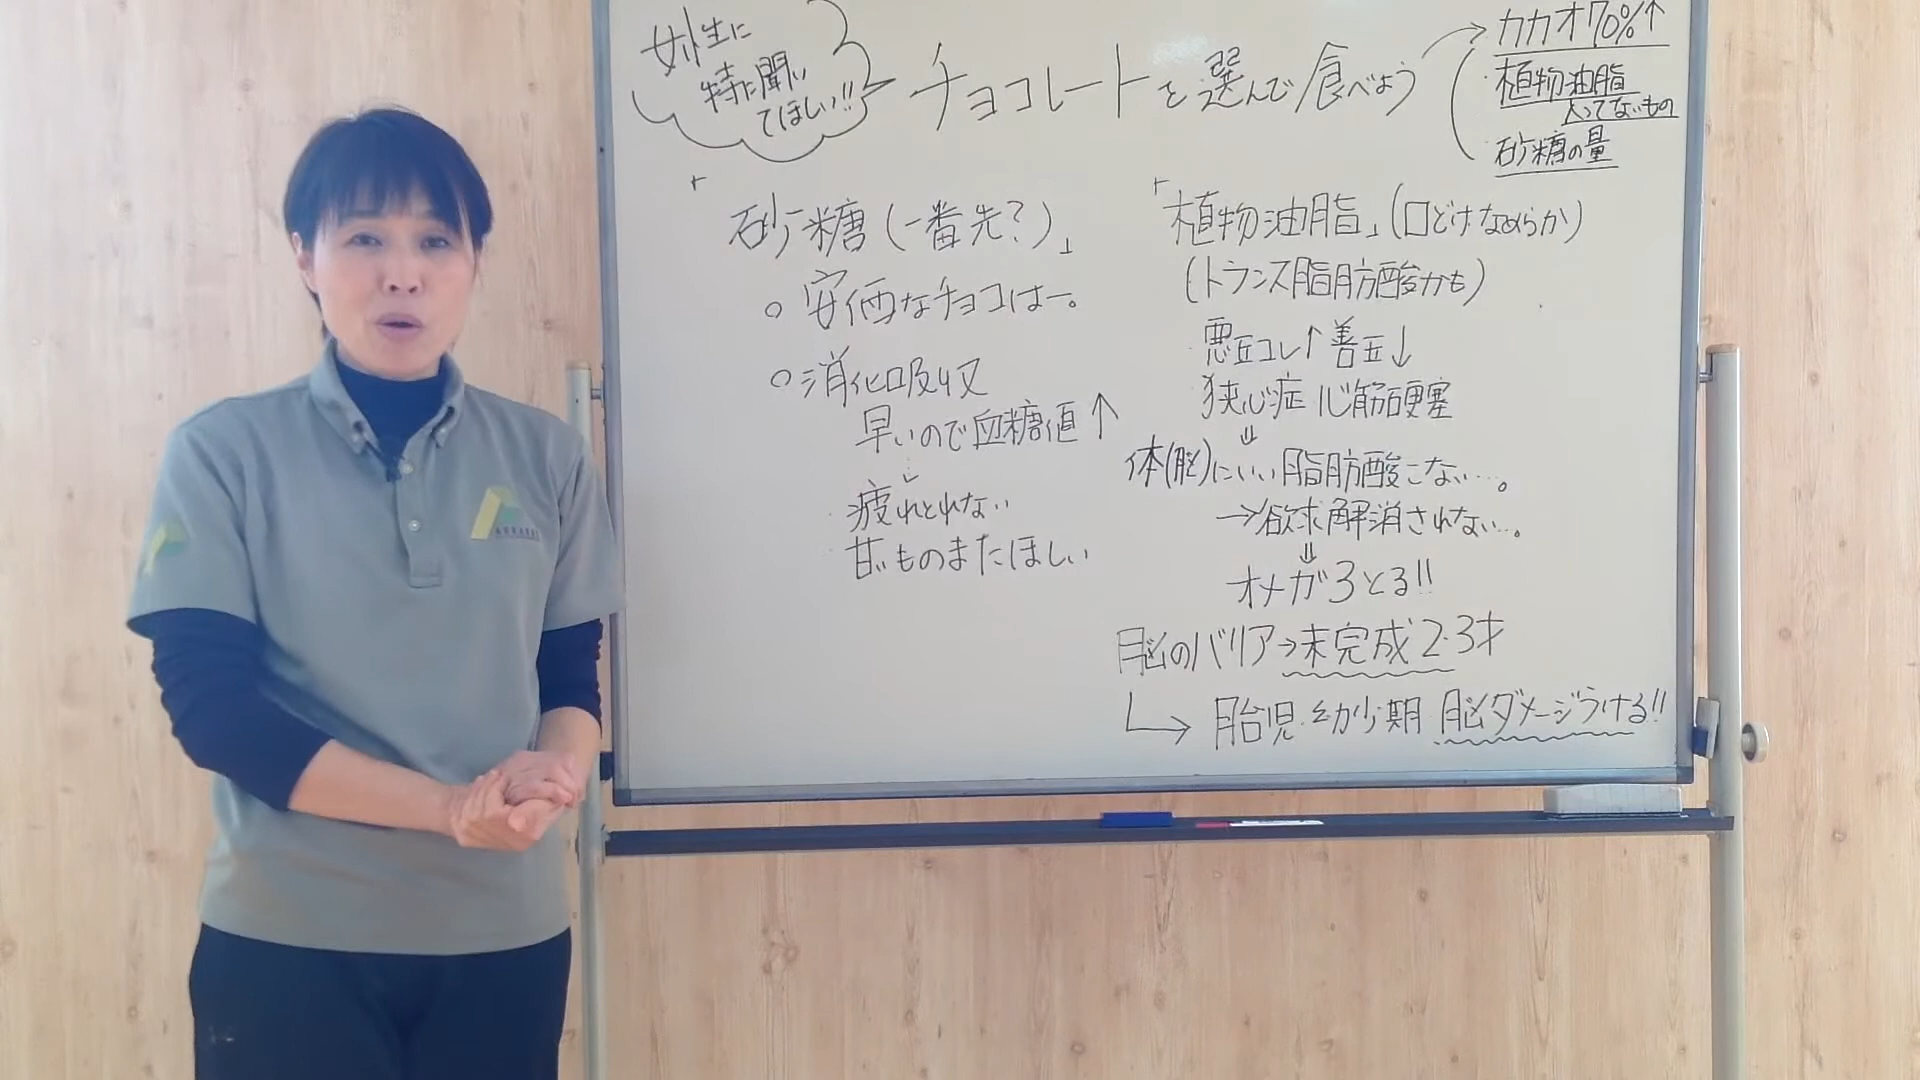 女性に
特に聞い
てほしい!!
チョコレートを選んで食べよう
カカオ70%↑
植物油脂
入ってないもの
砂糖の量
「砂糖(一番先?)」
○ 安価なチョコはー。
○ 消化吸収
早いので血糖値↑
疲れとれない
甘いものまたほしい
「植物油脂」(口どけなめらか)
(トランス脂肪酸かも)
悪玉コレ↑善玉↓
狭心症 心筋硬塞
⇓
体(脳)にいい脂肪酸こない…。
→欲求解消されない…。
⇓
オメガ3とる!!
脳のバリア→未完成2・3才
↳ 胎児・幼少期 脳ダメージうける!!